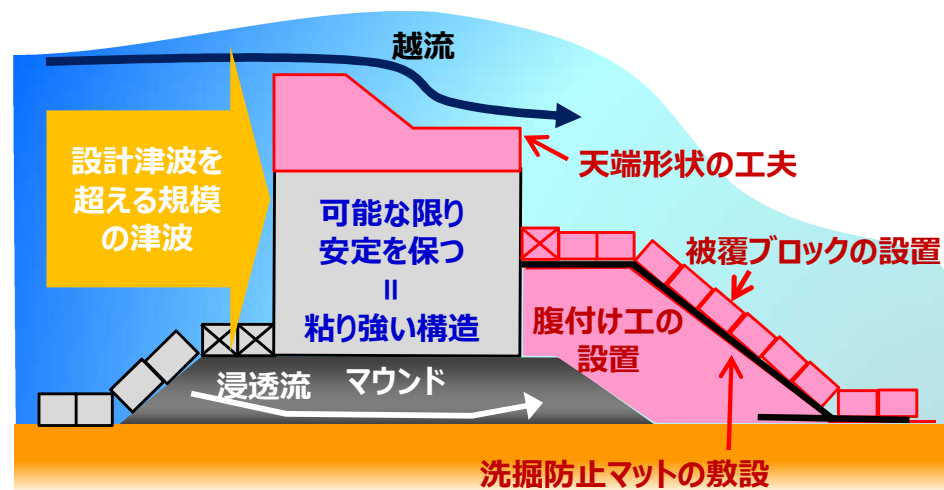 越流
設計津波を
超える規模
の津波
天端形状の工夫
可能な限り
安定を保つ
＝
粘り強い構造
被覆ブロックの設置
腹付け工の
設置
浸透流
マウンド
洗掘防止マットの敷設